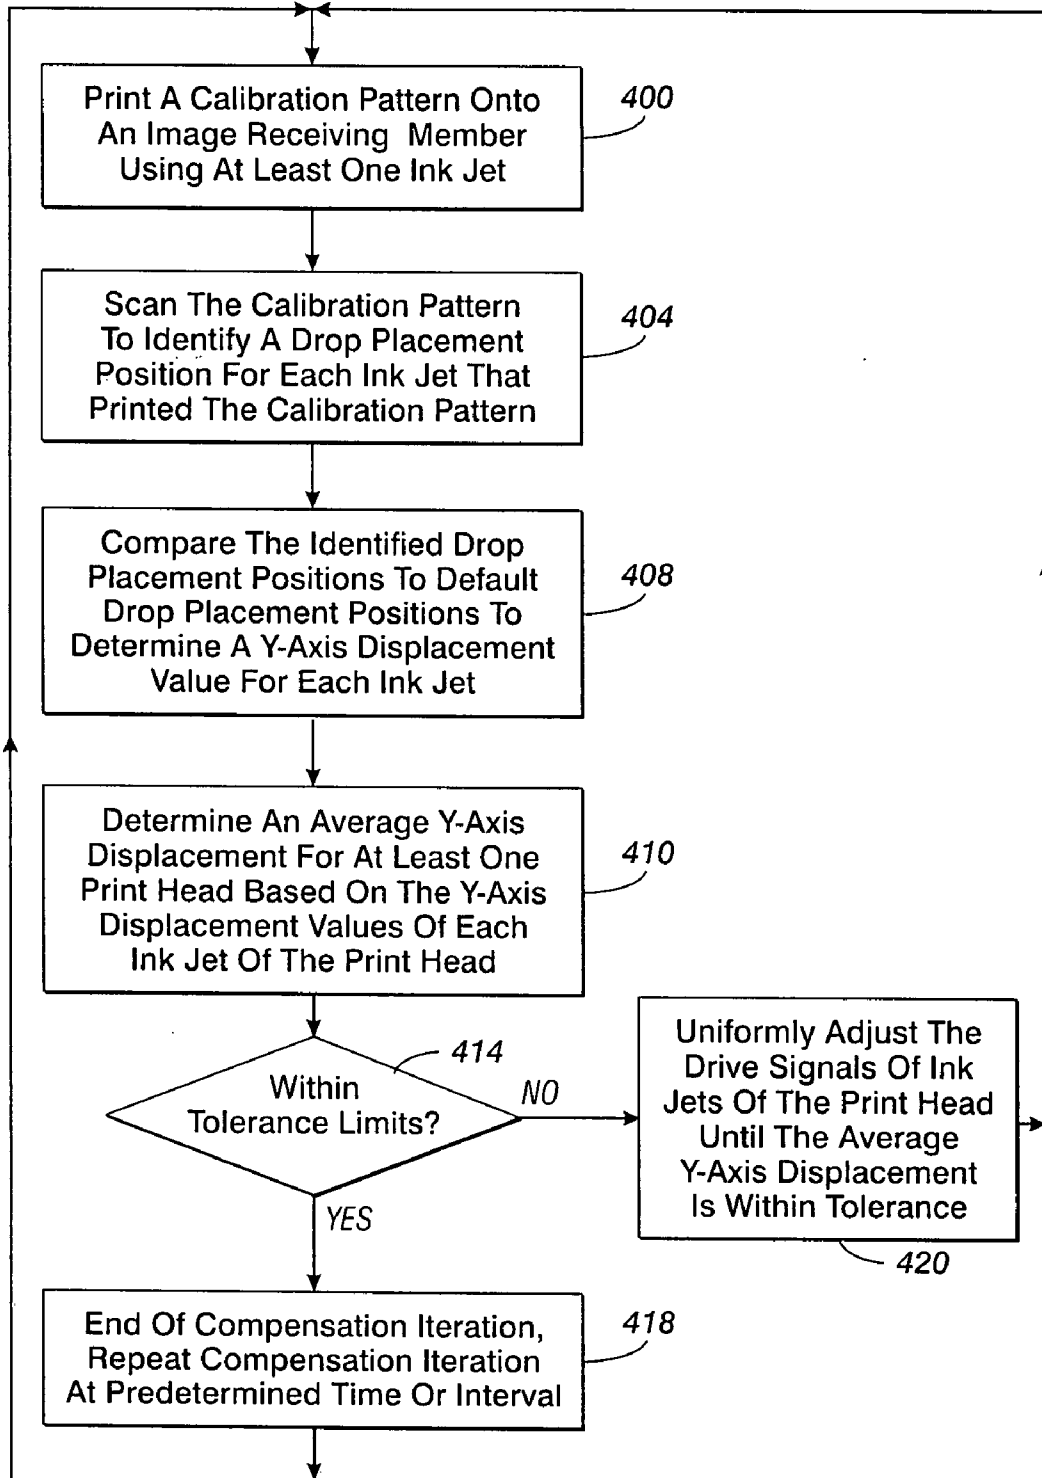 Print A Calibration Pattern Onto
An Image Receiving Member
Using At Least One Ink Jet
400
Scan The Calibration Pattern
To Identify A Drop Placement
Position For Each Ink Jet That
Printed The Calibration Pattern
404
Compare The Identified Drop
Placement Positions To Default
Drop Placement Positions To
Determine A Y-Axis Displacement
Value For Each Ink Jet
408
Determine An Average Y-Axis
Displacement For At Least One
Print Head Based On The Y-Axis
Displacement Values Of Each
Ink Jet Of The Print Head
410
Within
Tolerance Limits?
414
NO
YES
Uniformly Adjust The
Drive Signals Of Ink
Jets Of The Print Head
Until The Average
Y-Axis Displacement
Is Within Tolerance
420
End Of Compensation Iteration,
Repeat Compensation Iteration
At Predetermined Time Or Interval
418